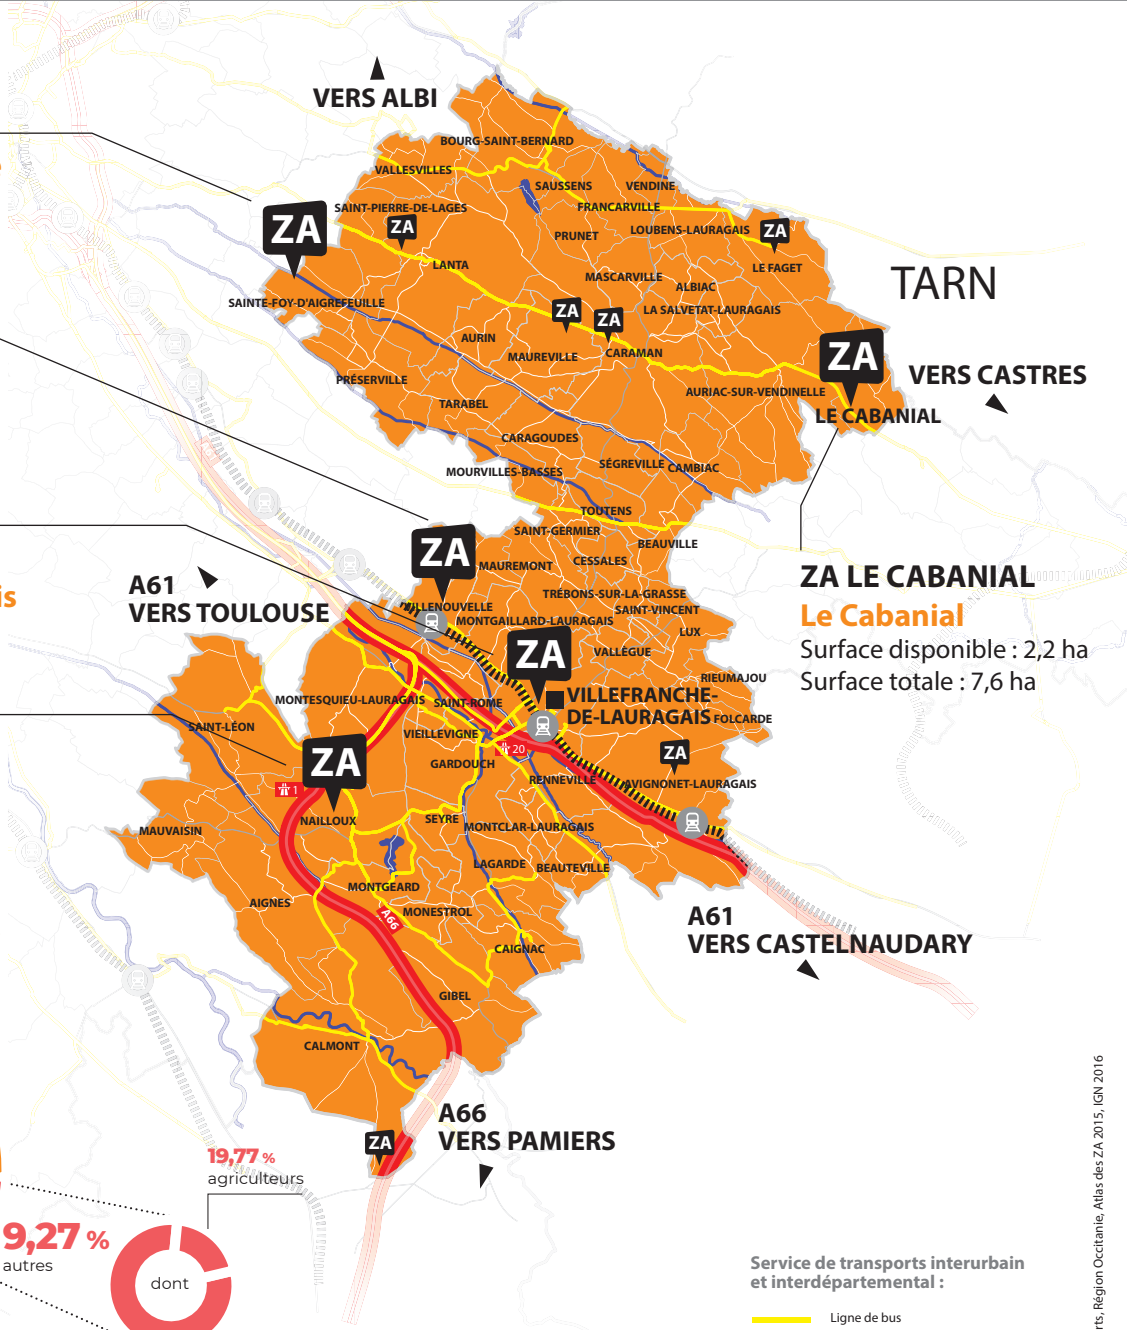 VERS ALBI
BOURG-SAINT-BERNARD
VALLESVILLES
SAUSSENS
VENDINE
SAINT-PIERRE-DE-LAGES
FRANCARVILLE
ZA
ZA
PRUNET
LOUBENS-LAURAGAIS
ZA
LANTA
LE FAGET
MASCARVILLE
ALBIAC
TARN
SAINTE-FOY-D'AIGREFEUILLE
ZA
ZA
LA SALVETAT-LAURAGAIS
AURIN
MAUREVILLE
CARAMAN
ZA
VERS CASTRES
PRÉSERVILLE
AURIAC-SUR-VENDINELLE
TARABEL
LE CABANIAL
CARAGOUDES
MOURVILLES-BASSES
SÉGREVILLE
CAMBIAC
TOUTENS
SAINT-GERMIER
BEAUVILLE
ZA
MAUREMONT
CESSALES
ZA LE CABANIAL
Le Cabanial
Surface disponible : 2,2 ha
Surface totale : 7,6 ha
is
A61
VERS TOULOUSE
TRÉBONS-SUR-LA-GRASSE
VILLENOUVELLE
SAINT-VINCENT
MONTGAILLARD-LAURAGAIS
LUX
ZA
VALLÈGUE
RIEUMAJOU
MONTESQUIEU-LAURAGAIS
SAINT-ROME
VILLEFRANCHE-
DE-LAURAGAIS
FOLCARDE
SAINT-LÉON
VIEILLEVIGNE
20
ZA
GARDOUCH
ZA
RENNEVILLE
AVIGNONET-LAURAGAIS
1
NAILLOUX
SEYRE
MONTCLAR-LAURAGAIS
MAUVAISIN
LAGARDE
BEAUTEVILLE
MONTGEARD
AIGNES
MONESTROL
A66
A61
VERS CASTELNAUDARY
CAIGNAC
GIBEL
CALMONT
A66
VERS PAMIERS
ZA
19,77 %
agriculteurs
9,27 %
autres
dont
Service de transports interurbain
et interdépartemental :
Ligne de bus
rts, Région Occitanie, Atlas des ZA 2015, IGN 2016